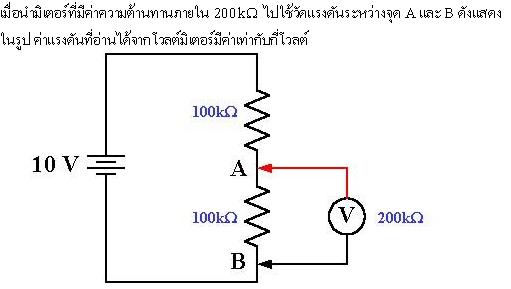 เมื่อนำมิเตอร์ที่มีค่าความต้านทานภายใน 200kΩ ไปใช้วัดแรงดันระหว่างจุด A และ B ดังแสดง
ในรูป ค่าแรงดันที่อ่านได้จากโวลต์มิเตอร์มีค่าเท่ากับกี่โวลต์
100kΩ
10 V
A
100kΩ
V
200kΩ
B